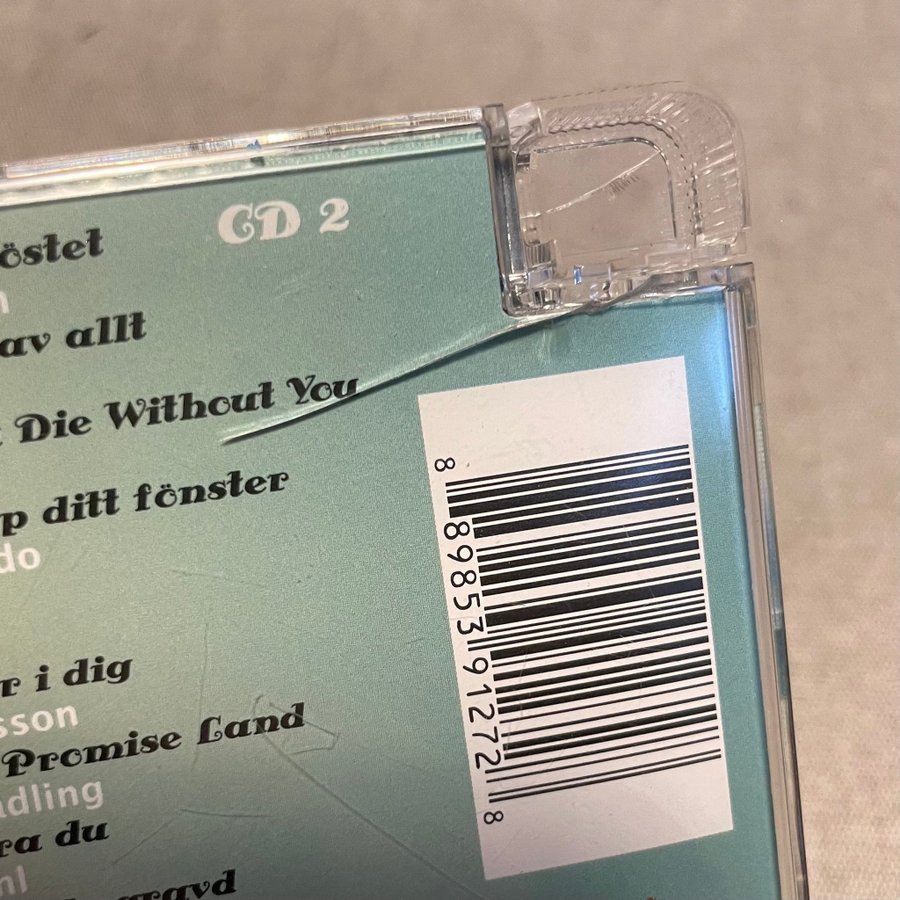 CD 2
östet
n
av allt
Die Without You
p ditt fönster
do
r i dig
sson
Promise Land
dling
ra du
hl
8 89853 91272 8